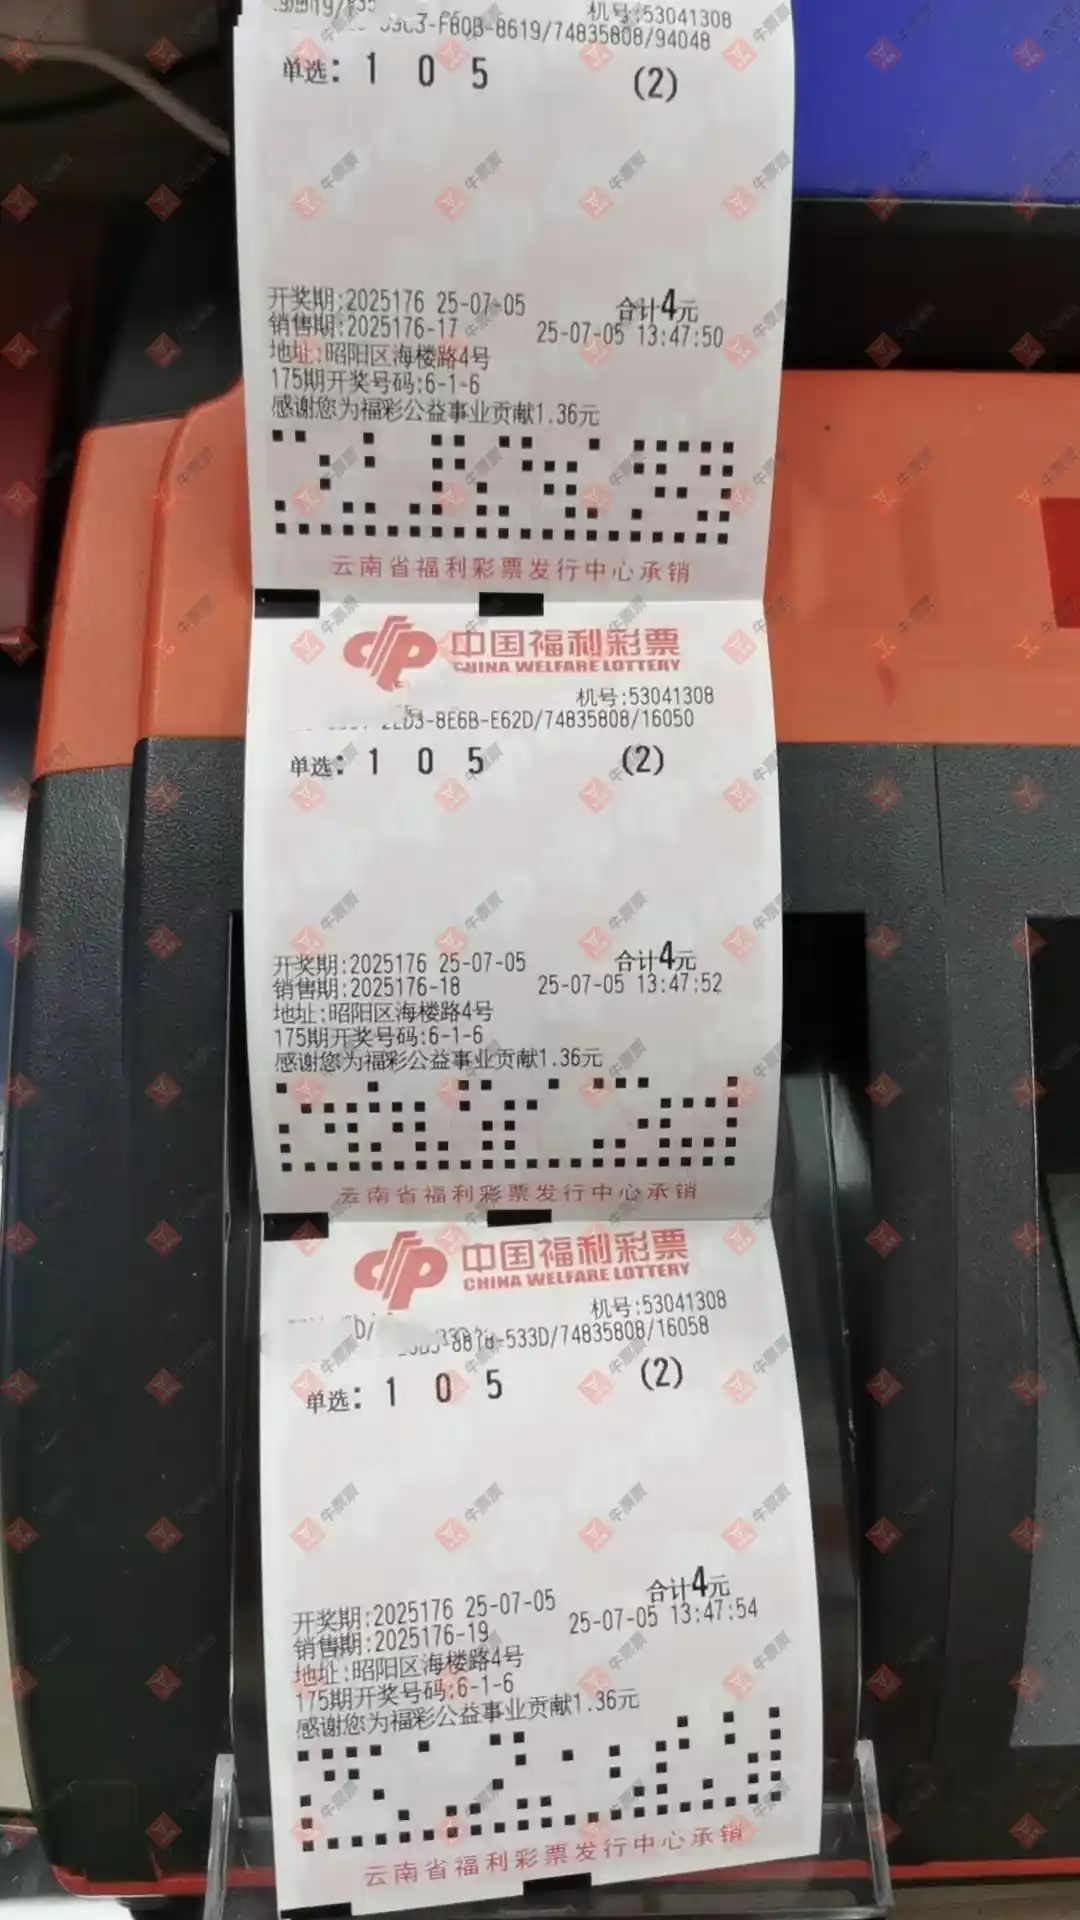 机号:53041308
-F80B-8619/74835808/94048
单选: 1 0 5 (2)
开奖期:2025176 25-07-05 合计4元
销售期:2025176-17 25-07-05 13:47:50
地址:昭阳区海楼路4号
175期开奖号码:6-1-6
感谢您为福彩公益事业贡献1.36元
云南省福利彩票发行中心承销
中国福利彩票
CHINA WELFARE LOTTERY
机号:53041308
-8E6B-E62D/74835808/16050
单选: 1 0 5 (2)
开奖期:2025176 25-07-05 合计4元
销售期:2025176-18 25-07-05 13:47:52
地址:昭阳区海楼路4号
175期开奖号码:6-1-6
感谢您为福彩公益事业贡献1.36元
云南省福利彩票发行中心承销
中国福利彩票
CHINA WELFARE LOTTERY
机号:53041308
-533D/74835808/16058
单选: 1 0 5 (2)
开奖期:2025176 25-07-05 合计4元
销售期:2025176-19 25-07-05 13:47:54
地址:昭阳区海楼路4号
175期开奖号码:6-1-6
感谢您为福彩公益事业贡献1.36元
云南省福利彩票发行中心承销
牛票票